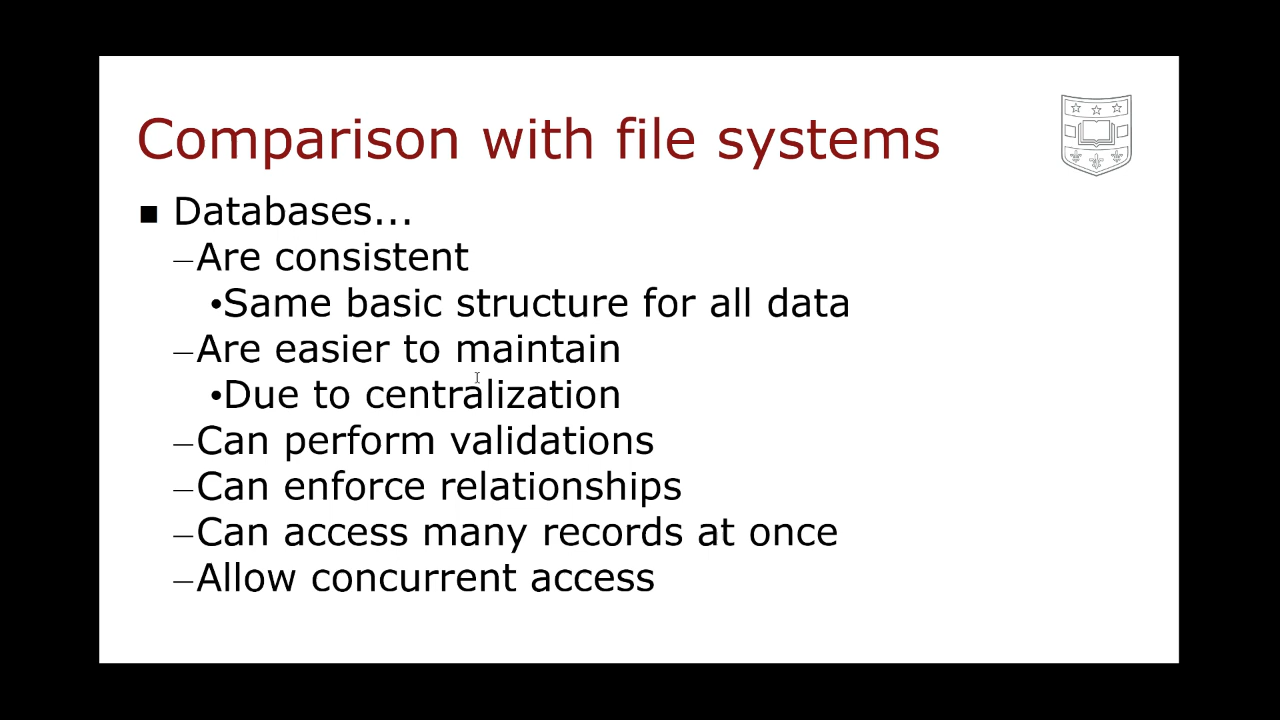 Comparison with file systems
■ Databases...
–Are consistent
•Same basic structure for all data
–Are easier to maintain
•Due to centralization
–Can perform validations
–Can enforce relationships
–Can access many records at once
–Allow concurrent access